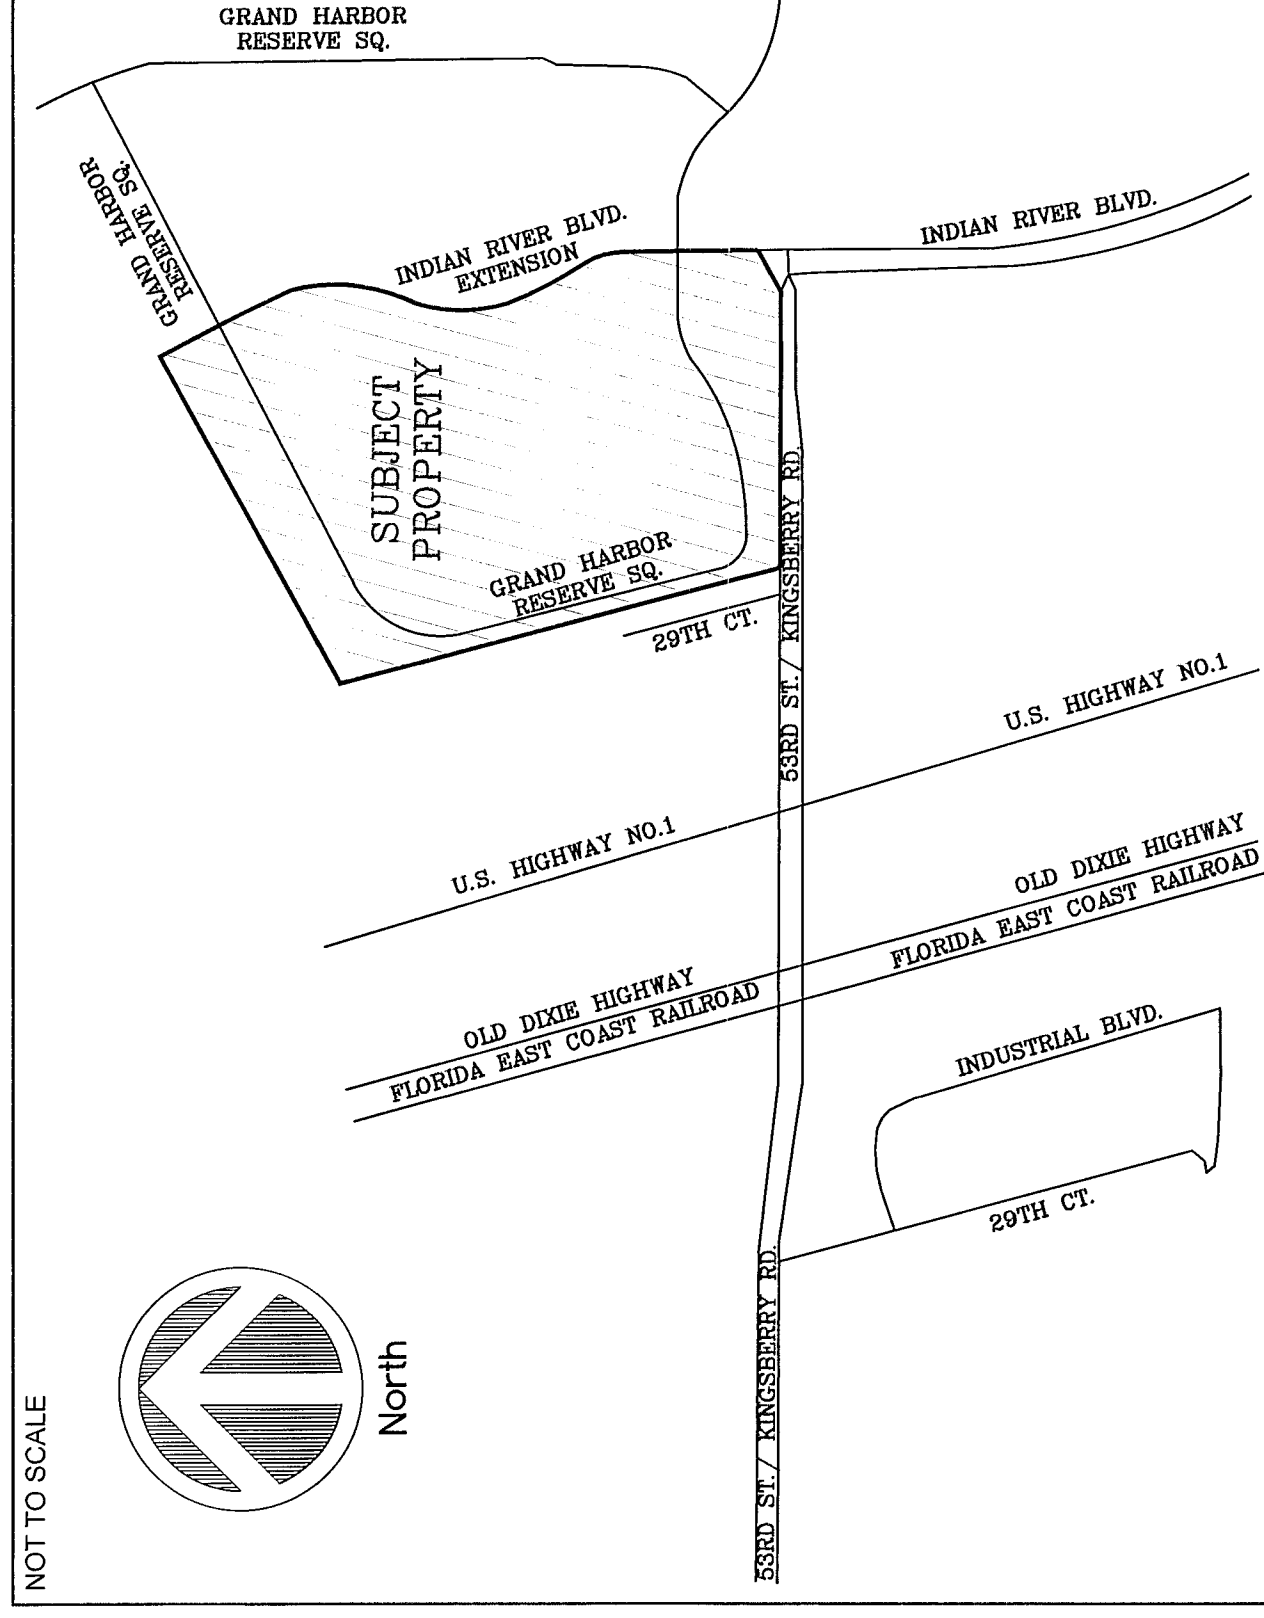 GRAND HARBOR
RESERVE SQ.
GRAND HARBOR
RESERVE SQ.
INDIAN RIVER BLVD.
EXTENSION
INDIAN RIVER BLVD.
SUBJECT
PROPERTY
GRAND HARBOR
RESERVE SQ.
29TH CT.
53RD ST. / KINGSBERRY RD.
U.S. HIGHWAY NO.1
U.S. HIGHWAY NO.1
OLD DIXIE HIGHWAY
FLORIDA EAST COAST RAILROAD
OLD DIXIE HIGHWAY
FLORIDA EAST COAST RAILROAD
INDUSTRIAL BLVD.
29TH CT.
53RD ST. / KINGSBERRY RD.
North
NOT TO SCALE